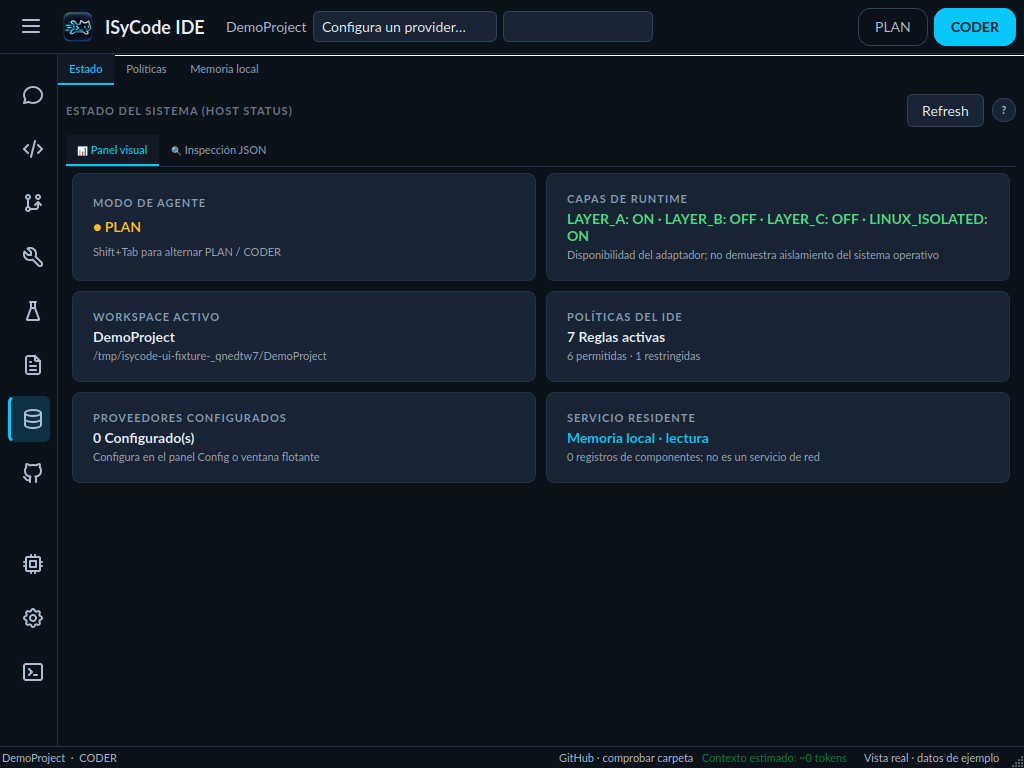 ISyCode IDE
DemoProject
Configura un provider...
PLAN
CODER
Estado
Políticas
Memoria local
ESTADO DEL SISTEMA (HOST STATUS)
Refresh
?
Panel visual
Inspección JSON
MODO DE AGENTE
PLAN
Shift+Tab para alternar PLAN / CODER
CAPAS DE RUNTIME
LAYER_A: ON · LAYER_B: OFF · LAYER_C: OFF · LINUX_ISOLATED:
ON
Disponibilidad del adaptador; no demuestra aislamiento del sistema operativo
WORKSPACE ACTIVO
DemoProject
/tmp/isycode-ui-fixture-_qnedtw7/DemoProject
POLÍTICAS DEL IDE
7 Reglas activas
6 permitidas · 1 restringidas
PROVEEDORES CONFIGURADOS
0 Configurado(s)
Configura en el panel Config o ventana flotante
SERVICIO RESIDENTE
Memoria local · lectura
0 registros de componentes; no es un servicio de red
DemoProject · CODER
GitHub · comprobar carpeta
Contexto estimado: ~0 tokens
Vista real · datos de ejemplo